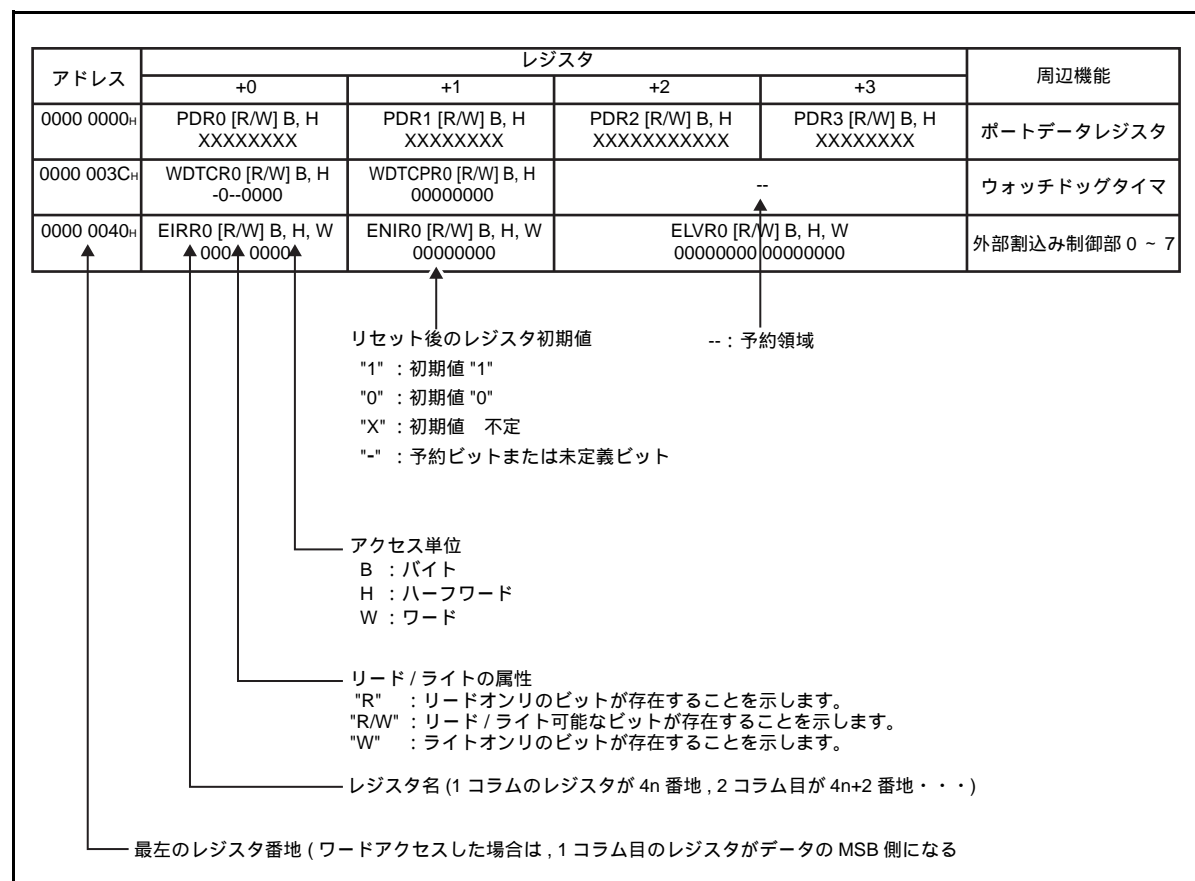 アドレス レジスタ 周辺機能
+0 +1 +2 +3
0000 0000H PDR0 [R/W] B, H PDR1 [R/W] B, H PDR2 [R/W] B, H PDR3 [R/W] B, H ポートデータレジスタ
XXXXXXXX XXXXXXXX XXXXXXXXXXX XXXXXXXX
0000 003CH WDTCR0 [R/W] B, H WDTCPR0 [R/W] B, H -- ウォッチドッグタイマ
-0--0000 00000000
0000 0040H EIRR0 [R/W] B, H, W ENIR0 [R/W] B, H, W ELVR0 [R/W] B, H, W 外部割込み制御部 0 ~ 7
000 0000 00000000 00000000 00000000
リセット後のレジスタ初期値 -- : 予約領域
"1" : 初期値 "1"
"0" : 初期値 "0"
"X" : 初期値 不定
"-" : 予約ビットまたは未定義ビット
アクセス単位
B : バイト
H : ハーフワード
W : ワード
リード / ライトの属性
"R" : リードオンリのビットが存在することを示します。
"R/W" : リード / ライト可能なビットが存在することを示します。
"W" : ライトオンリのビットが存在することを示します。
レジスタ名 (1 コラムのレジスタが 4n 番地 , 2 コラム目が 4n+2 番地・・・)
最左のレジスタ番地 ( ワードアクセスした場合は , 1 コラム目のレジスタがデータの MSB 側になる